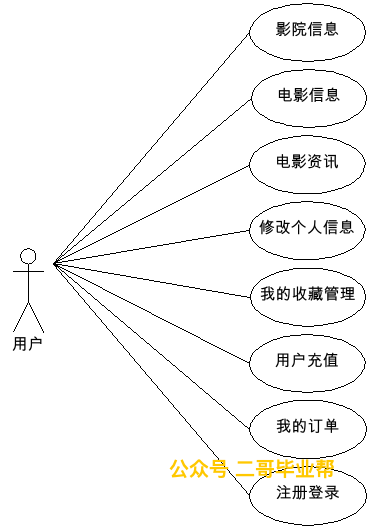 影院信息
电影信息
电影资讯
修改个人信息
我的收藏管理
用户
用户充值
我的订单
公众号 二哥毕业帮
注册登录